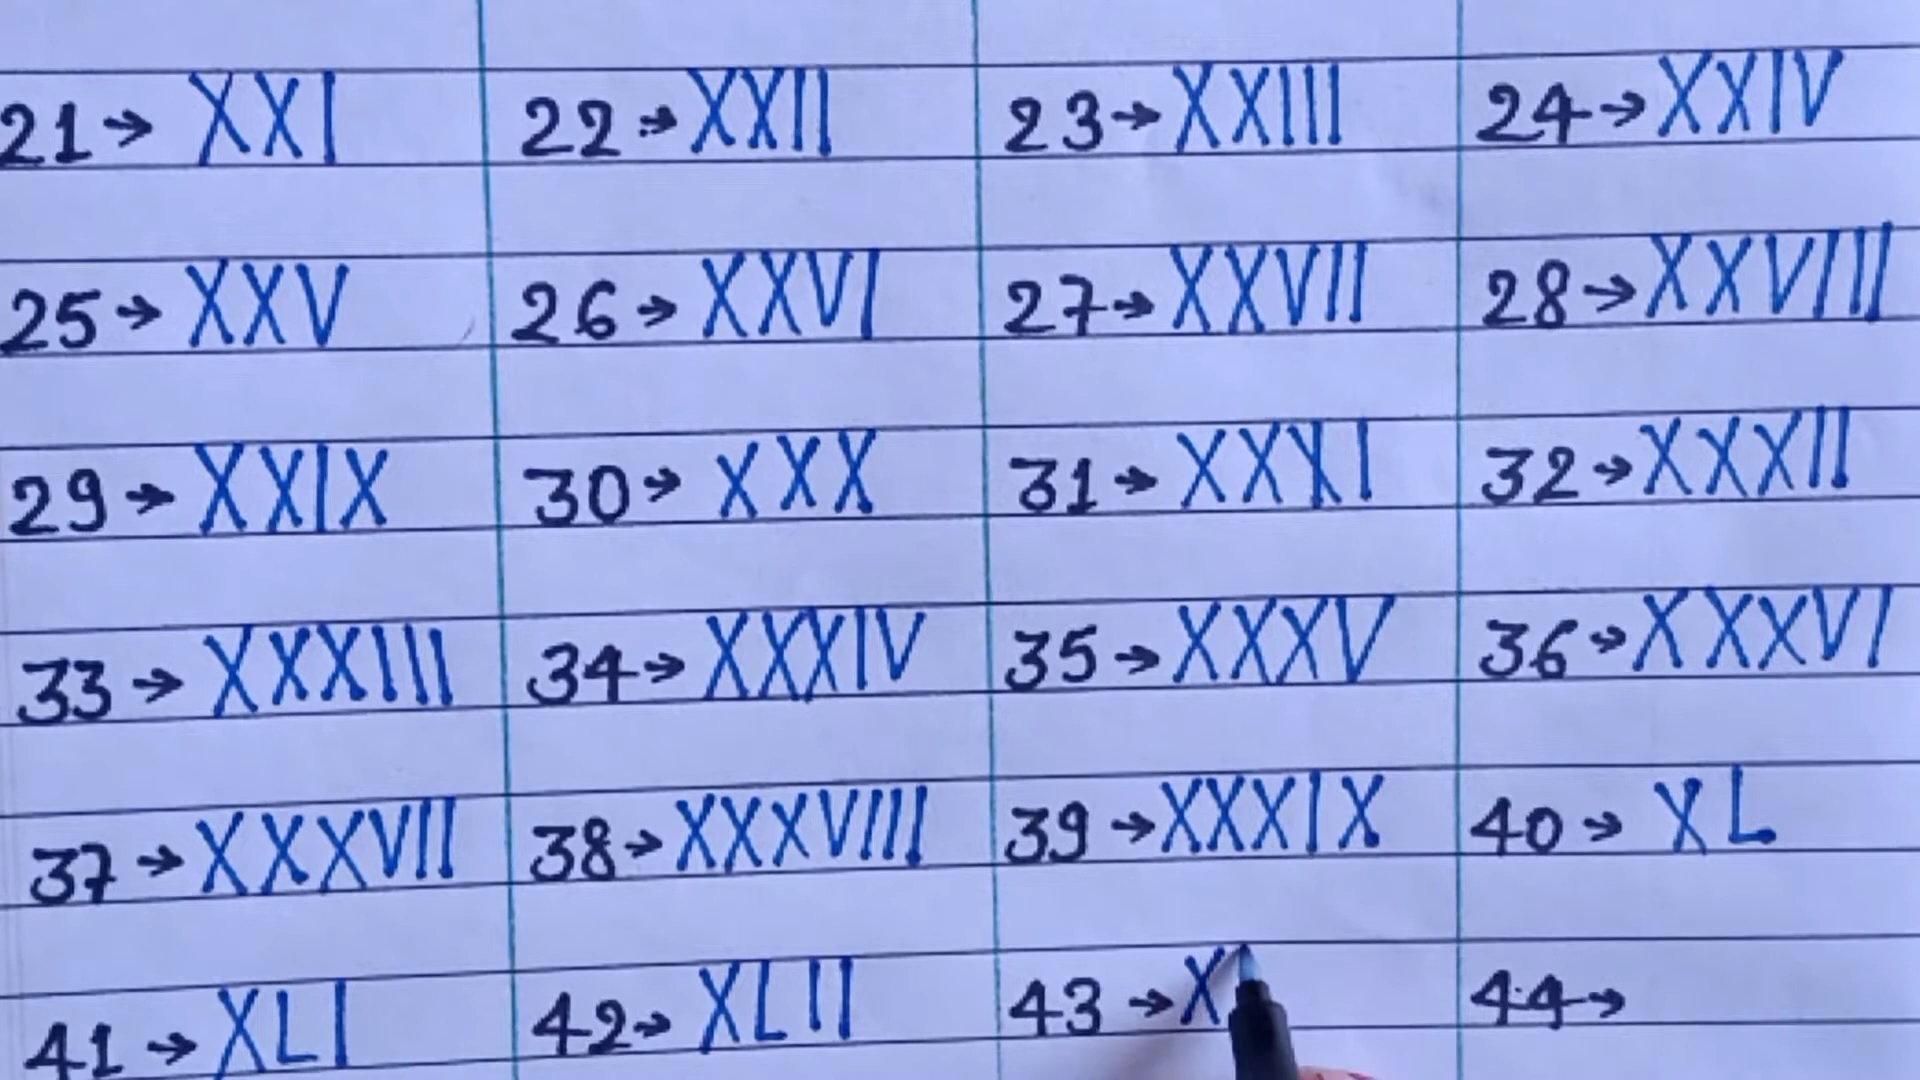 21→ XXI 22→ XXII 23→ XXIII 24→ XXIV
25→ XXV 26→ XXVI 27→ XXVII 28→ XXVIII
29→ XXIX 30→ XXX 31→ XXXI 32→ XXXII
33→ XXXIII 34→ XXXIV 35→ XXXV 36→ XXXVI
37→ XXXVII 38→ XXXVIII 39→ XXXIX 40→ XL
41→ XLI 42→ XLII 43→ X 44→